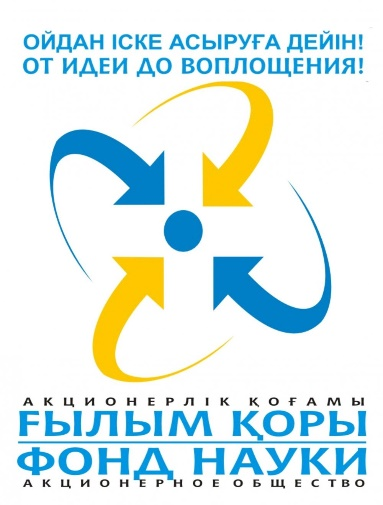 ОЙДАН ІСКЕ АСЫРУҒА ДЕЙІН!
ОТ ИДЕИ ДО ВОПЛОЩЕНИЯ!
АКЦИОНЕРЛІК ҚОҒАМЫ
ҒЫЛЫМ ҚОРЫ
ФОНД НАУКИ
АКЦИОНЕРНОЕ ОБЩЕСТВО